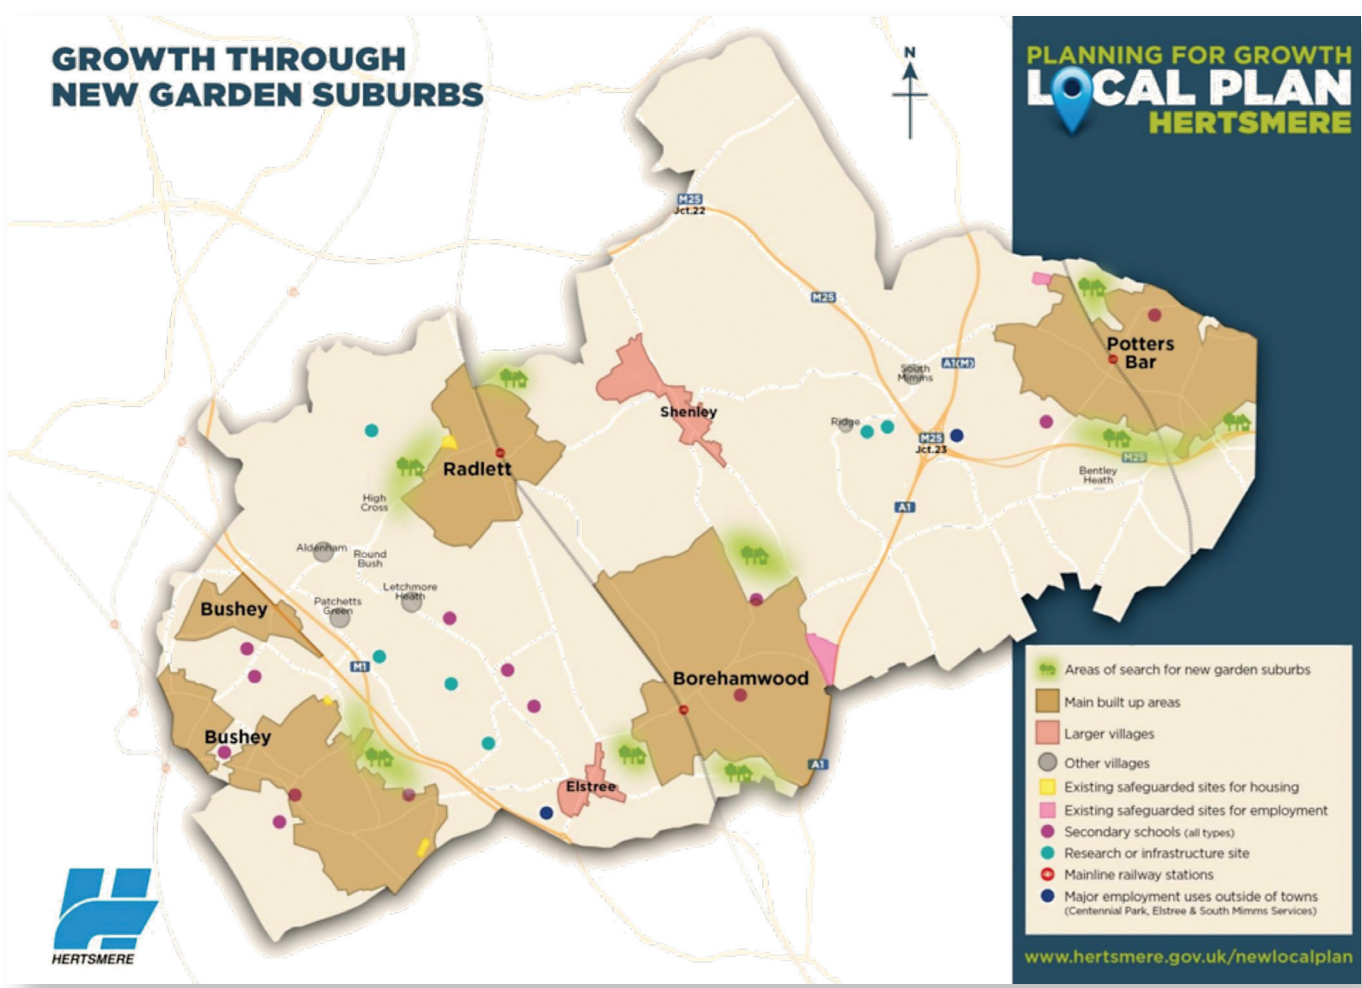 GROWTH THROUGH
NEW GARDEN SUBURBS
N
PLANNING FOR GROWTH
LOCAL PLAN
HERTSMERE
M25
Jct.22
M25
A1(M)
South
Mimms
Potters
Bar
Shenley
Ridge
M25
Jct.23
M25
Bentley
Heath
Radlett
High
Cross
A1
Aldenham
Round
Bush
Letchmore
Heath
Patchetts
Green
Bushey
M1
Borehamwood
Bushey
A1
Elstree
Areas of search for new garden suburbs
Main built up areas
Larger villages
Other villages
Existing safeguarded sites for housing
Existing safeguarded sites for employment
Secondary schools (all types)
Research or infrastructure site
Mainline railway stations
Major employment uses outside of towns
(Centennial Park, Elstree & South Mimms Services)
HERTSMERE
www.hertsmere.gov.uk/newlocalplan